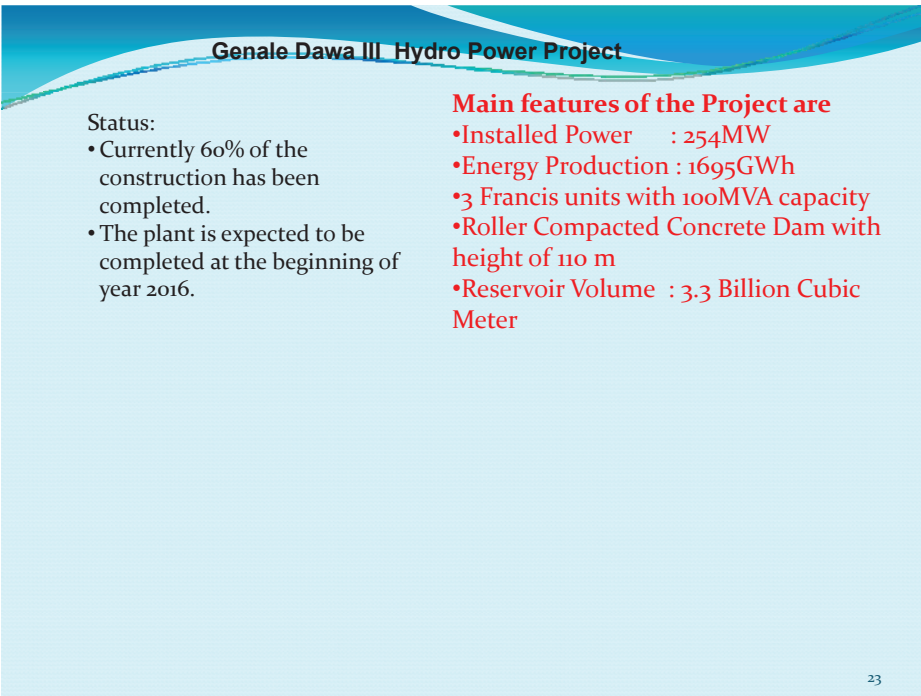 Genale Dawa III  Hydro Power Project
Status:
• Currently 60% of the
construction has been
completed.
• The plant is expected to be
completed at the beginning of
year 2016.
Main features of the Project are
•Installed Power      : 254MW
•Energy Production : 1695GWh
•3 Francis units with 100MVA capacity
•Roller Compacted Concrete Dam with
height of 110 m
•Reservoir Volume  : 3.3 Billion Cubic
Meter
23